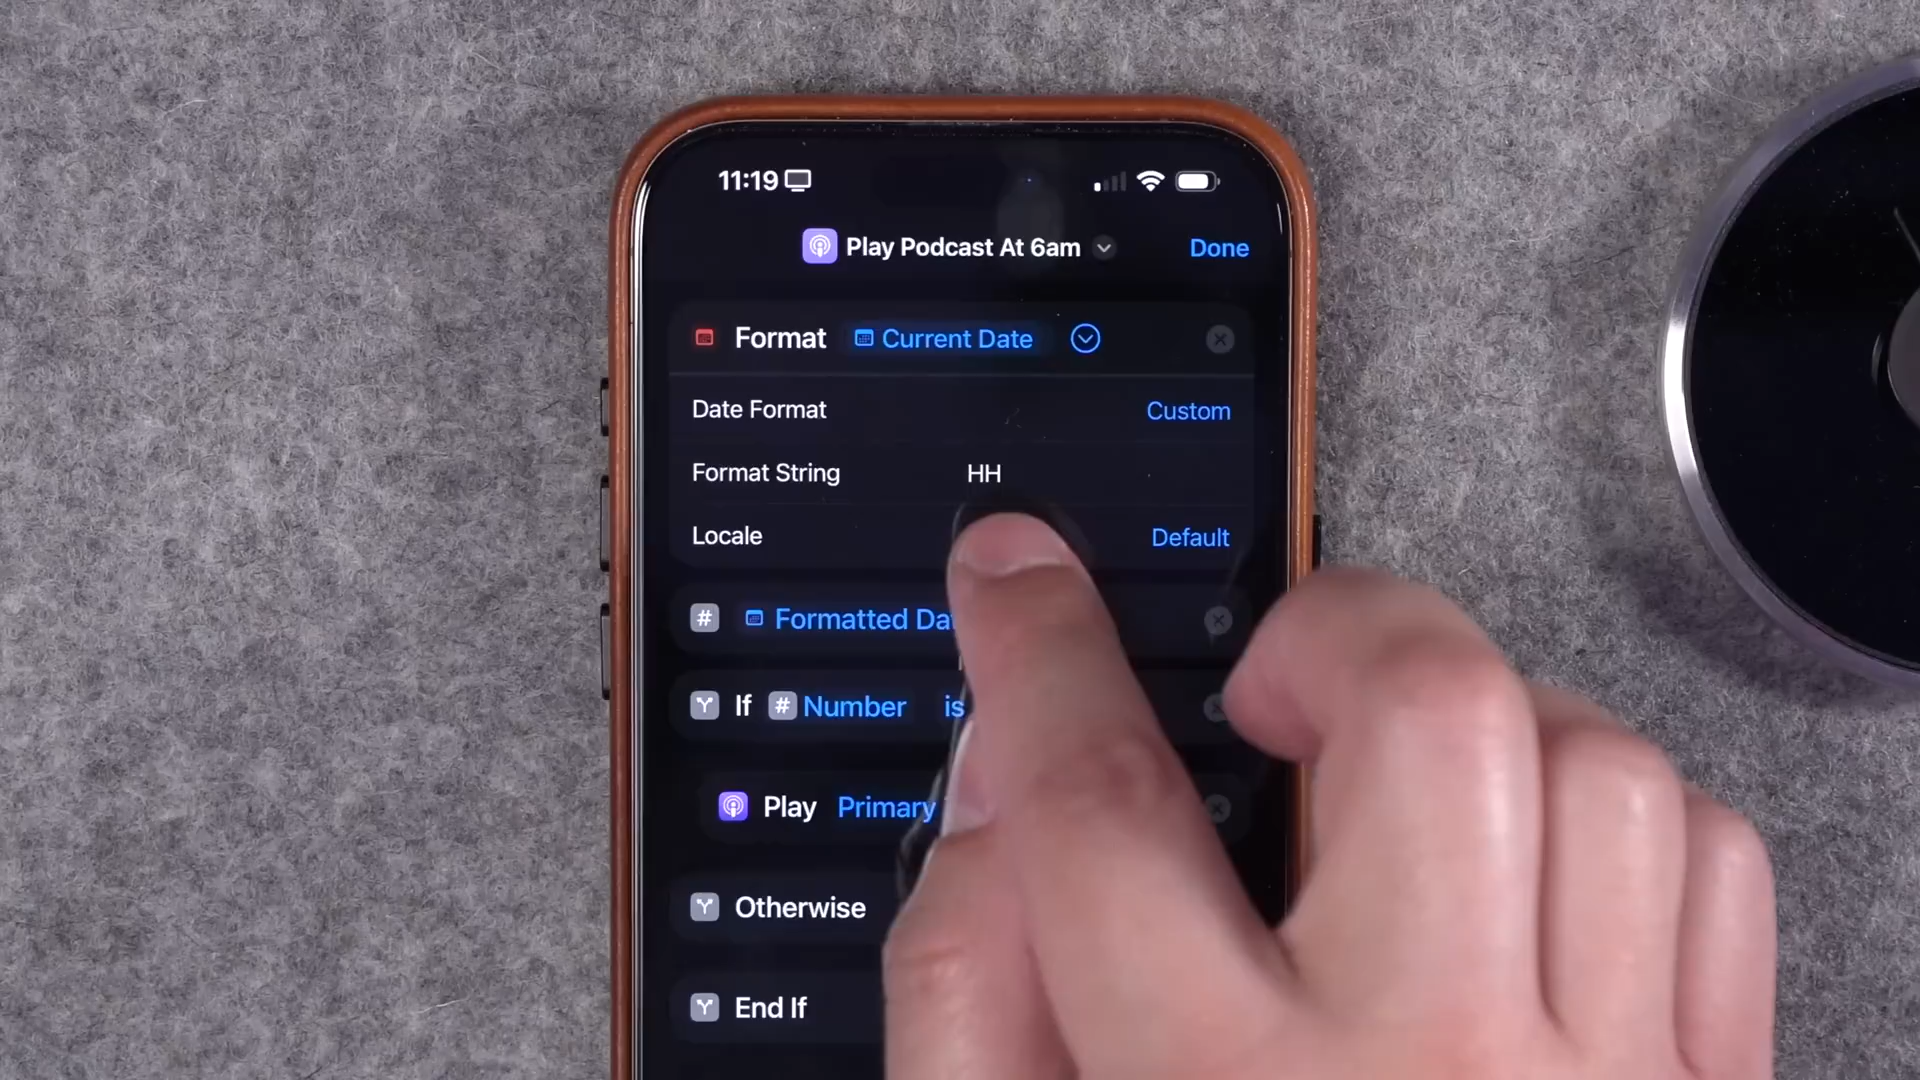 11:19
Play Podcast At 6am
Done
Format Current Date
Date Format Custom
Format String HH
Locale Default
# Formatted
If # Number is
Play Primary
Otherwise
End If